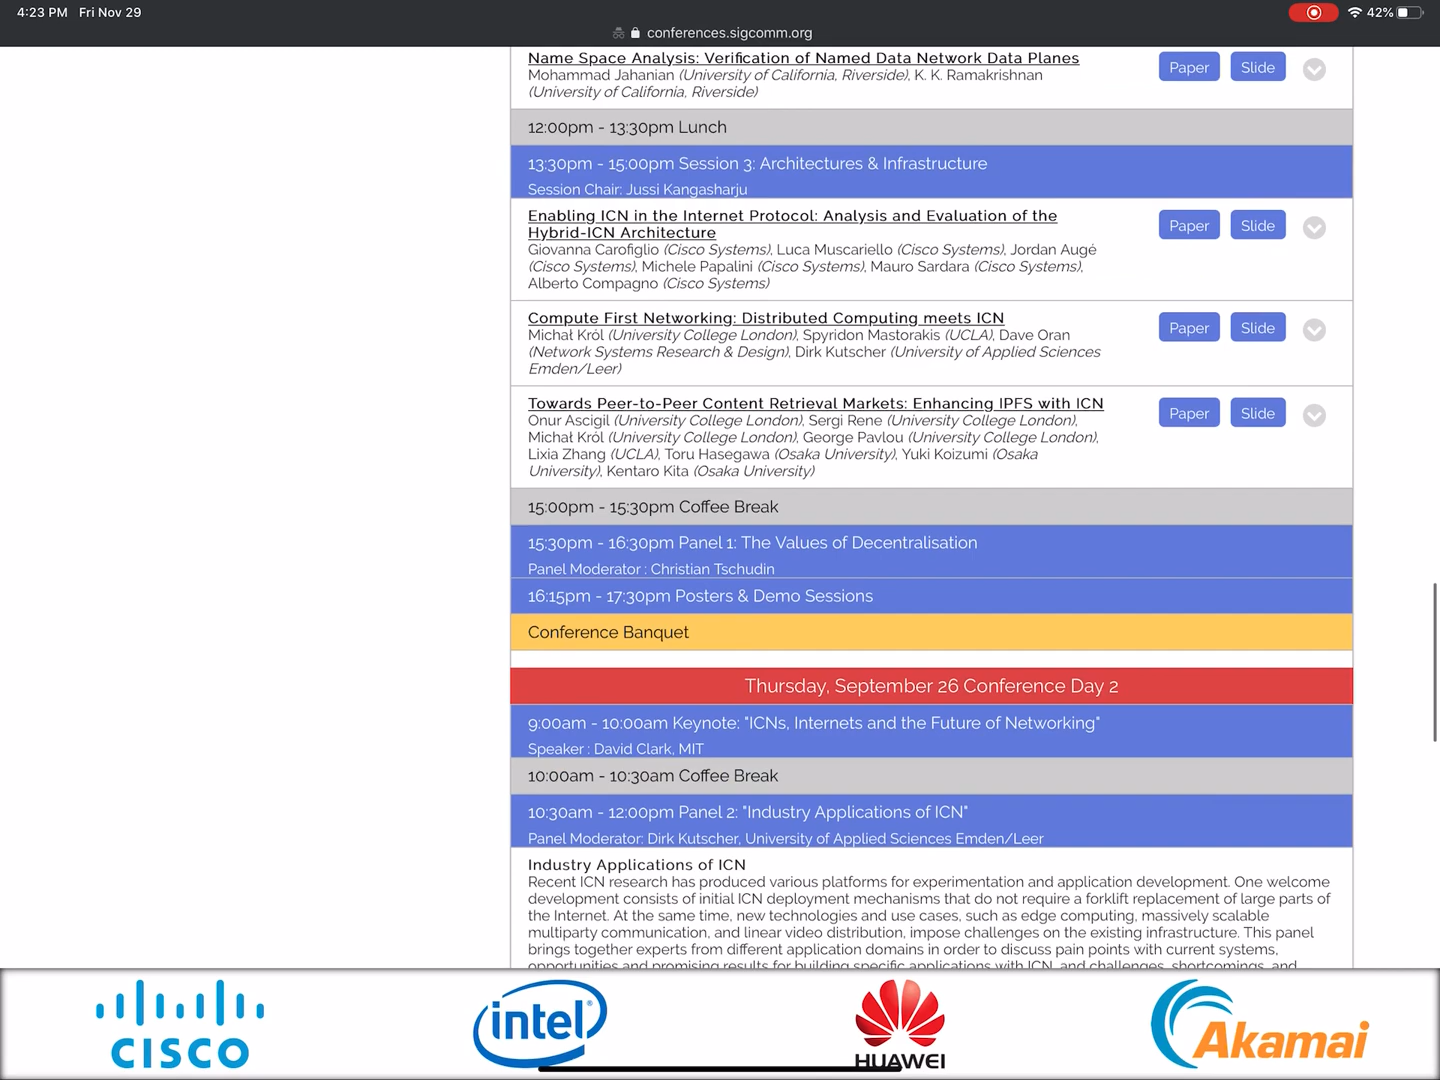 4:23 PM Fri Nov 29
42%
conferences.sigcomm.org
Name Space Analysis: Verification of Named Data Network Data Planes
Mohammad Jahanian (University of California, Riverside), K. K. Ramakrishnan
(University of California, Riverside)
Paper Slide
12:00pm - 13:30pm Lunch
13:30pm - 15:00pm Session 3: Architectures & Infrastructure
Session Chair: Jussi Kangasharju
Enabling ICN in the Internet Protocol: Analysis and Evaluation of the
Hybrid-ICN Architecture
Giovanna Carofiglio (Cisco Systems), Luca Muscariello (Cisco Systems), Jordan Augé
(Cisco Systems), Michele Papalini (Cisco Systems), Mauro Sardara (Cisco Systems),
Alberto Compagno (Cisco Systems)
Paper Slide
Compute First Networking: Distributed Computing meets ICN
Michał Król (University College London), Spyridon Mastorakis (UCLA), Dave Oran
(Network Systems Research & Design), Dirk Kutscher (University of Applied Sciences
Emden/Leer)
Paper Slide
Towards Peer-to-Peer Content Retrieval Markets: Enhancing IPFS with ICN
Onur Ascigil (University College London), Sergi Rene (University College London),
Michał Król (University College London), George Pavlou (University College London),
Lixia Zhang (UCLA), Toru Hasegawa (Osaka University), Yuki Koizumi (Osaka
University), Kentaro Kita (Osaka University)
Paper Slide
15:00pm - 15:30pm Coffee Break
15:30pm - 16:30pm Panel 1: The Values of Decentralisation
Panel Moderator : Christian Tschudin
16:15pm - 17:30pm Posters & Demo Sessions
Conference Banquet
Thursday, September 26 Conference Day 2
9:00am - 10:00am Keynote: "ICNs, Internets and the Future of Networking"
Speaker : David Clark, MIT
10:00am - 10:30am Coffee Break
10:30am - 12:00pm Panel 2: "Industry Applications of ICN"
Panel Moderator: Dirk Kutscher, University of Applied Sciences Emden/Leer
Industry Applications of ICN
Recent ICN research has produced various platforms for experimentation and application development. One welcome
development consists of initial ICN deployment mechanisms that do not require a forklift replacement of large parts of
the Internet. At the same time, new technologies and use cases, such as edge computing, massively scalable
multiparty communication, and linear video distribution, impose challenges on the existing infrastructure. This panel
brings together experts from different application domains in order to discuss pain points with current systems,
opportunities and promising results for building specific applications with ICN, and challenges, shortcomings, and
CISCO intel® HUAWEI Akamai